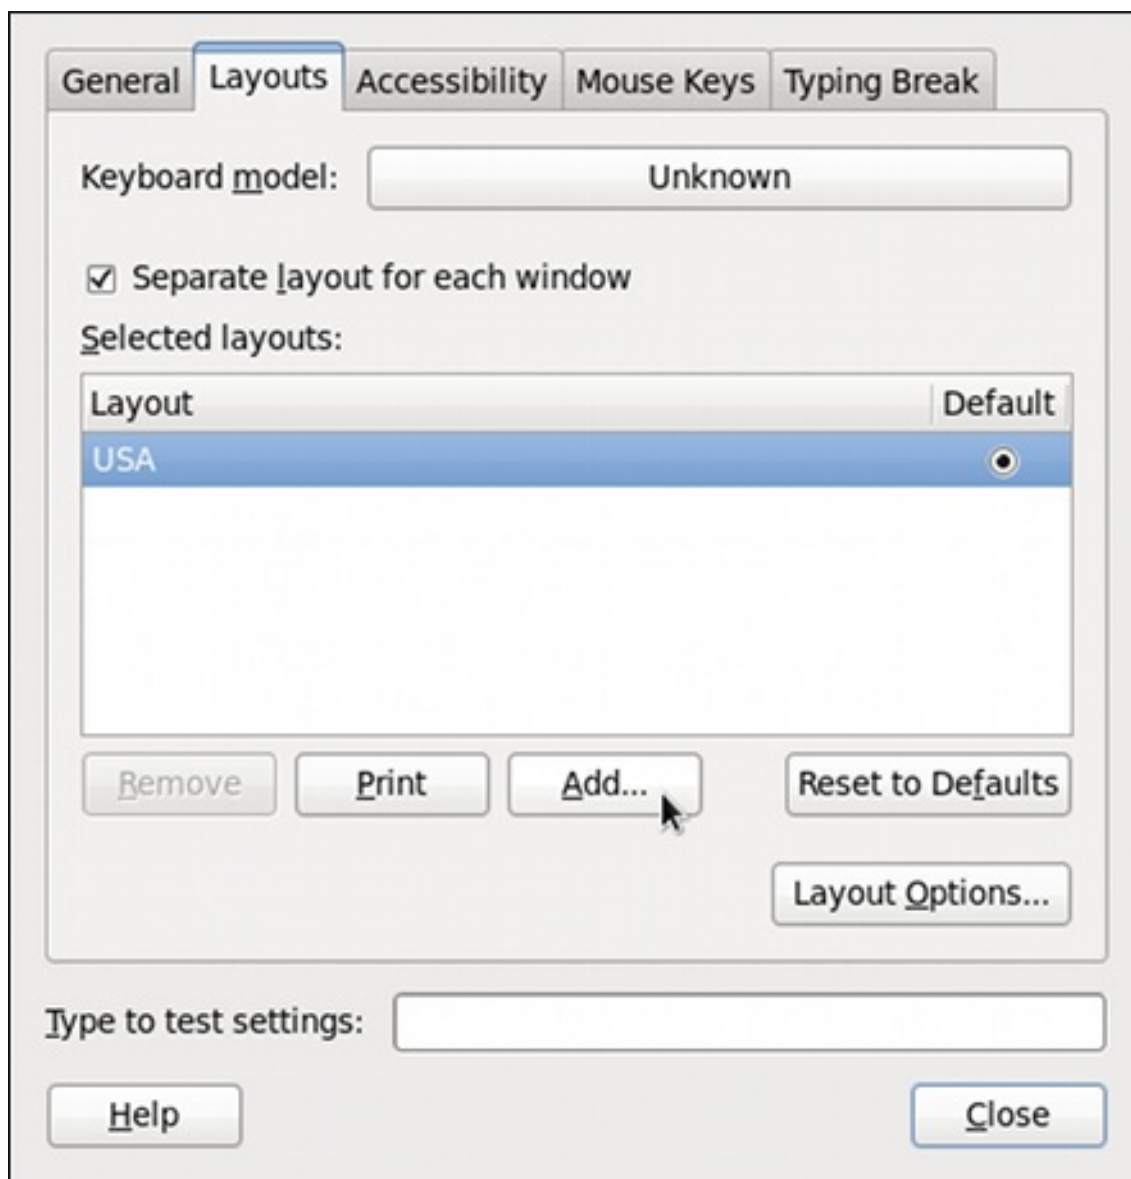 General Layouts Accessibility Mouse Keys Typing Break
Keyboard model: Unknown
Separate layout for each window
Selected layouts:
Layout Default
USA
Remove Print Add... Reset to Defaults
Layout Options...
Type to test settings:
Help Close